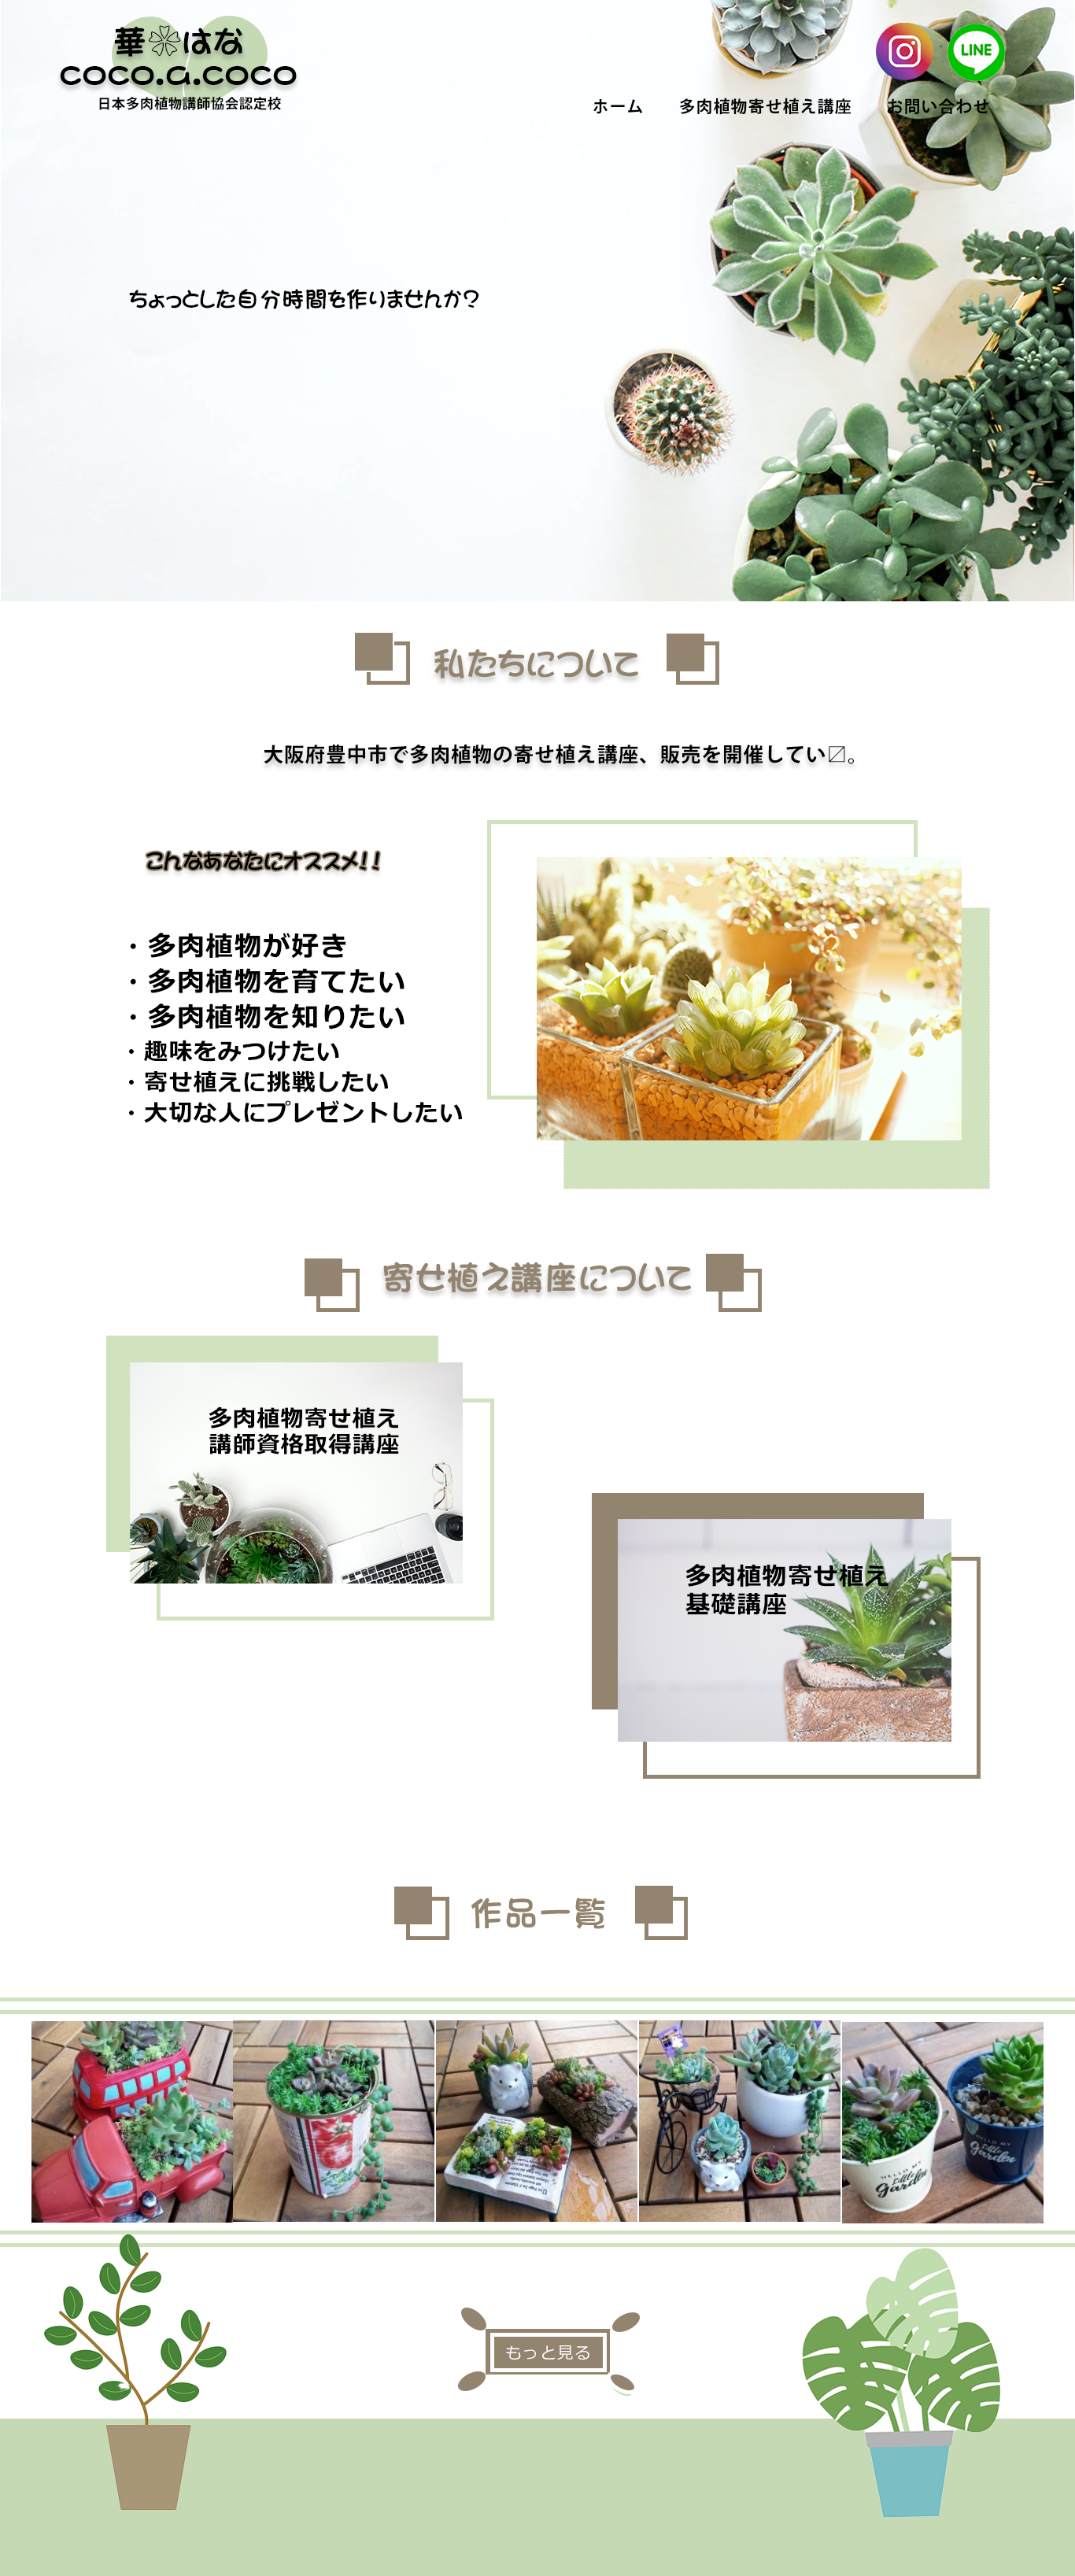 華はな
coco.a.coco
日本多肉植物講師協会認定校
LINE
ホーム 多肉植物寄せ植え講座 お問い合わせ
ちょっとした自分時間を作りませんか?
私たちについて
大阪府豊中市で多肉植物の寄せ植え講座、販売を開催してい〼。
こんなあなたにオススメ!!
・多肉植物が好き
・多肉植物を育てたい
・多肉植物を知りたい
・趣味をみつけたい
・寄せ植えに挑戦したい
・大切な人にプレゼントしたい
寄せ植え講座について
多肉植物寄せ植え
講師資格取得講座
多肉植物寄せ植え
基礎講座
作品一覧
HELLO MY
Little
Garden
HELLO MY
Little
Garden
もっと見る